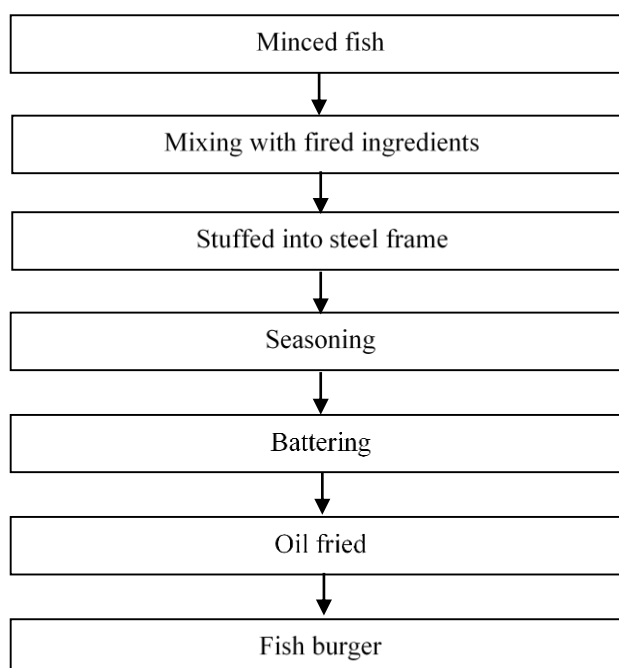 Minced fish
Mixing with fired ingredients
Stuffed into steel frame
Seasoning
Battering
Oil fried
Fish burger